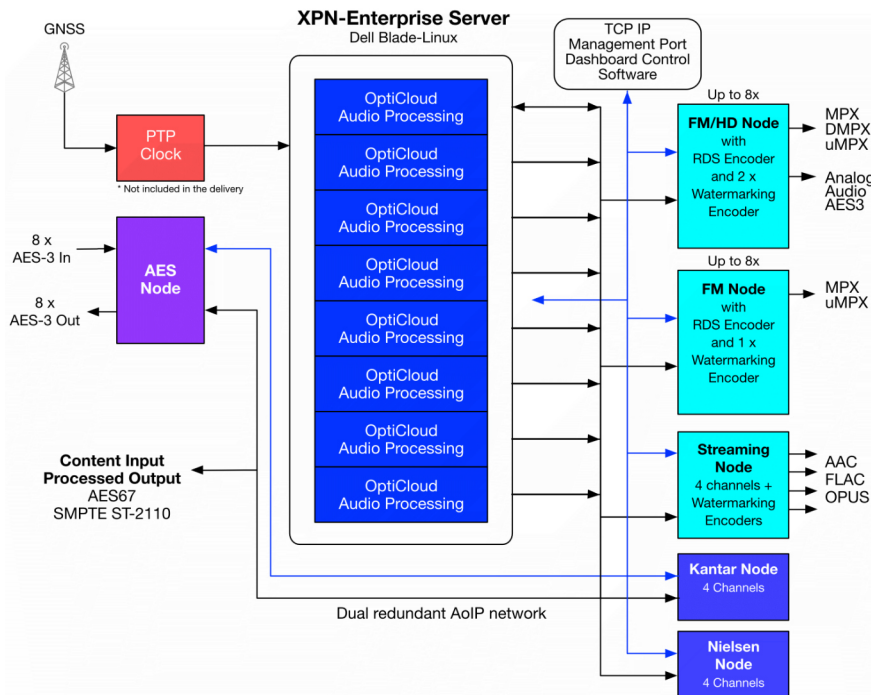 XPN-Enterprise Server
Dell Blade-Linux
GNSS
PTP
Clock
* Not included in the delivery
8 x
AES-3 In
8 x
AES-3 Out
AES
Node
Content Input
Processed Output
AES67
SMPTE ST-2110
OptiCloud
Audio Processing
OptiCloud
Audio Processing
OptiCloud
Audio Processing
OptiCloud
Audio Processing
OptiCloud
Audio Processing
OptiCloud
Audio Processing
OptiCloud
Audio Processing
OptiCloud
Audio Processing
Dual redundant AoIP network
TCP IP
Management Port
Dashboard Control
Software
Up to 8x
FM/HD Node
with
RDS Encoder
and 2 x
Watermarking
Encoder
MPX
DMPX
uMPX
Analog
Audio
AES3
Up to 8x
FM Node
with
RDS Encoder
and 1 x
Watermarking
Encoder
MPX
uMPX
Streaming
Node
4 channels +
Watermarking
Encoders
AAC
FLAC
OPUS
Kantar Node
4 Channels
Nielsen
Node
4 Channels